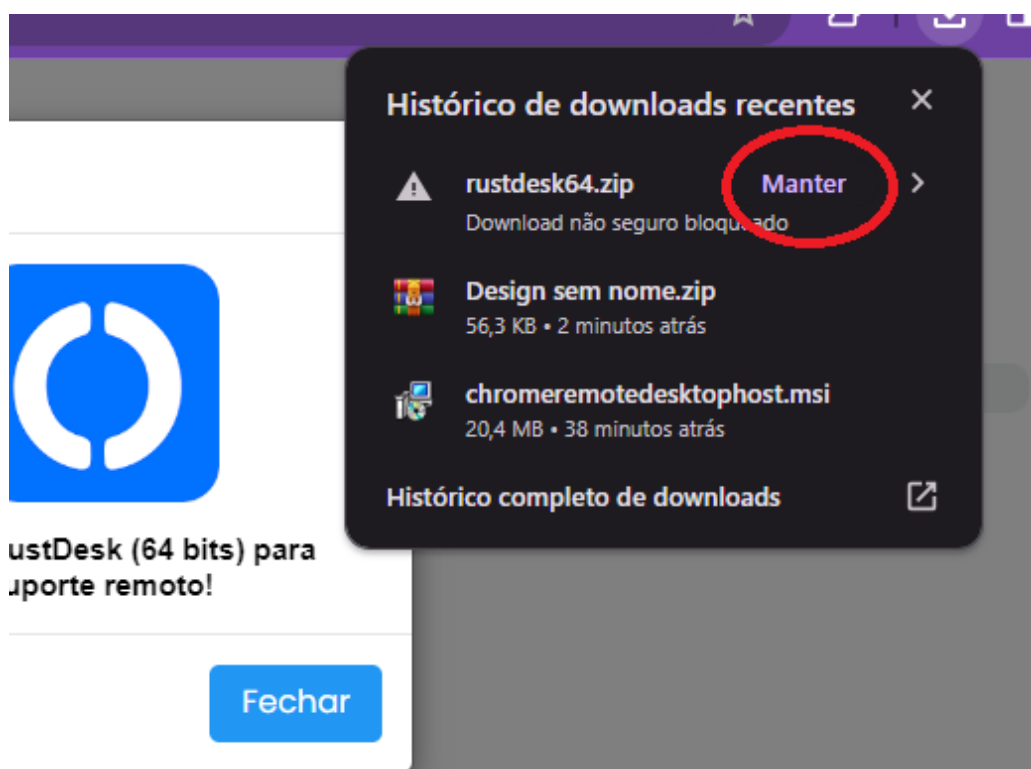 Histórico de downloads recentes
rustdesk64.zip
Manter
Download não seguro bloqueado
Design sem nome.zip
56,3 KB • 2 minutos atrás
chromeremotedesktophost.msi
20,4 MB • 38 minutos atrás
Histórico completo de downloads
ustDesk (64 bits) para
uporte remoto!
Fechar